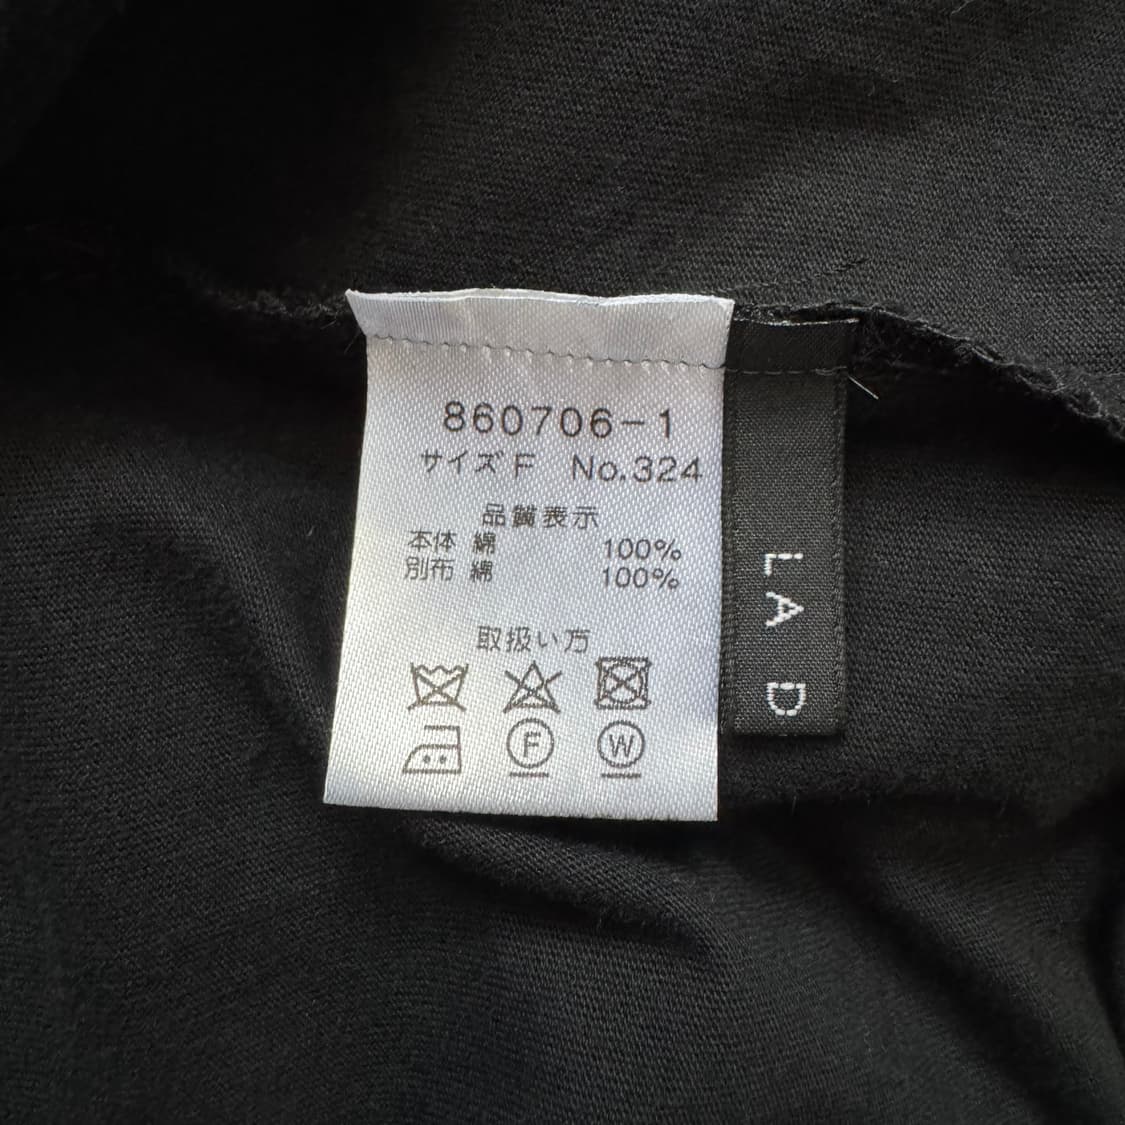 860706-1
サイズ F No.324
品質表示
本体 綿 100%
別布 綿 100%
取扱い方
F W
LA D